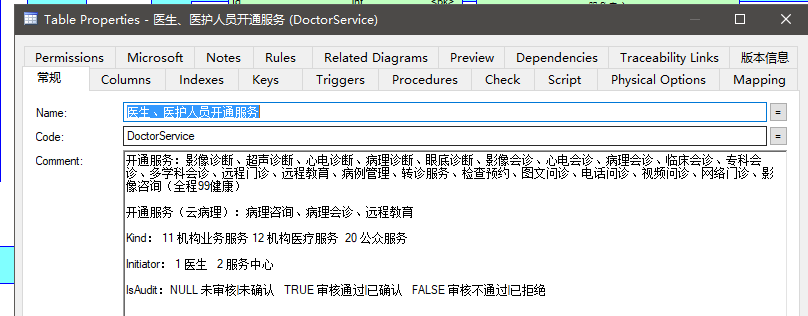 Table Properties - 医生、医护人员开通服务 (DoctorService)
Permissions Microsoft Notes Rules Related Diagrams Preview Dependencies Traceability Links 版本信息
常规 Columns Indexes Keys Triggers Procedures Check Script Physical Options Mapping
Name: 医生、医护人员开通服务 =
Code: DoctorService =
Comment: 开通服务：影像诊断、超声诊断、心电诊断、病理诊断、眼底诊断、影像会诊、心电会诊、病理会诊、临床会诊、专科会
诊、多学科会诊、远程门诊、远程教育、病例管理、转诊服务、检查预约、图文问诊、电话问诊、视频问诊、网络门诊、影
像咨询（全程99健康）
开通服务（云病理）：病理咨询、病理会诊、远程教育
Kind： 11 机构业务服务 12 机构医疗服务 20 公众服务
Initiator： 1 医生 2 服务中心
IsAudit：NULL 未审核|未确认 TRUE 审核通过|已确认 FALSE 审核不通过|已拒绝